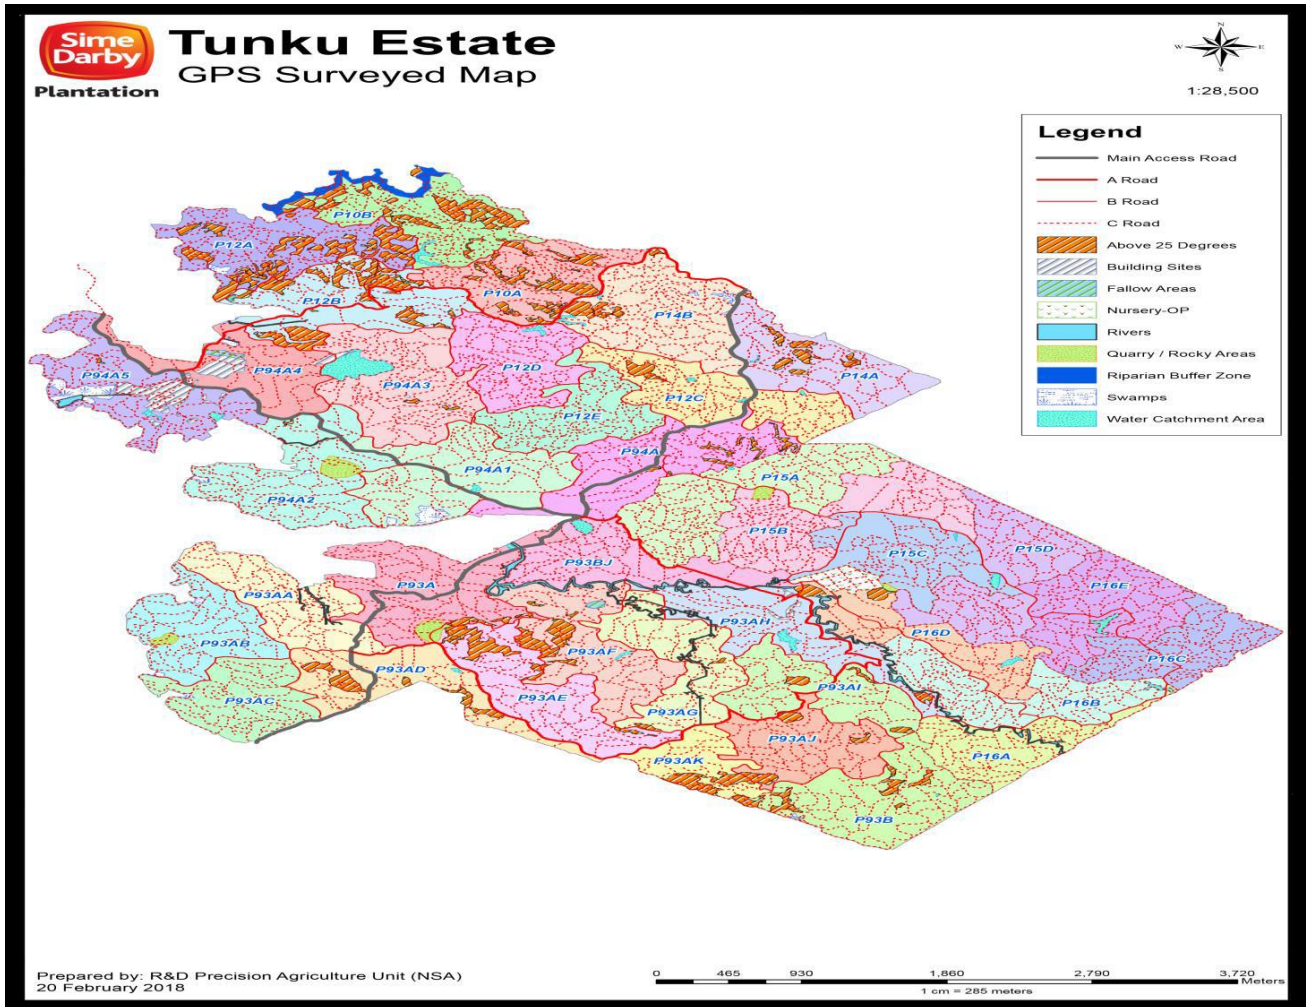 Sime
Darby
Plantation
Tunku Estate
GPS Surveyed Map
N
W E
S
1:28,500
Legend
Main Access Road
A Road
B Road
C Road
Above 25 Degrees
Building Sites
Fallow Areas
Nursery-OP
Rivers
Quarry / Rocky Areas
Riparian Buffer Zone
Swamps
Water Catchment Area
P10B
P12A
P10A
P12B
P14B
P94A5
P94A4
P94A3
P12D
P14A
P12C
P12E
P94A
P94A1
P94A2
P15A
P15B
P15C
P15D
P93BJ
P93A
P16E
P93AA
P93AH
P93AB
P16D
P93AF
P16C
P93AD
P93AI
P93AC
P93AE
P93AG
P16B
P93AJ
P93AK
P16A
P93B
Prepared by: R&D Precision Agriculture Unit (NSA)
20 February 2018
0 465 930 1,860 2,790 3,720
Meters
1 cm = 285 meters